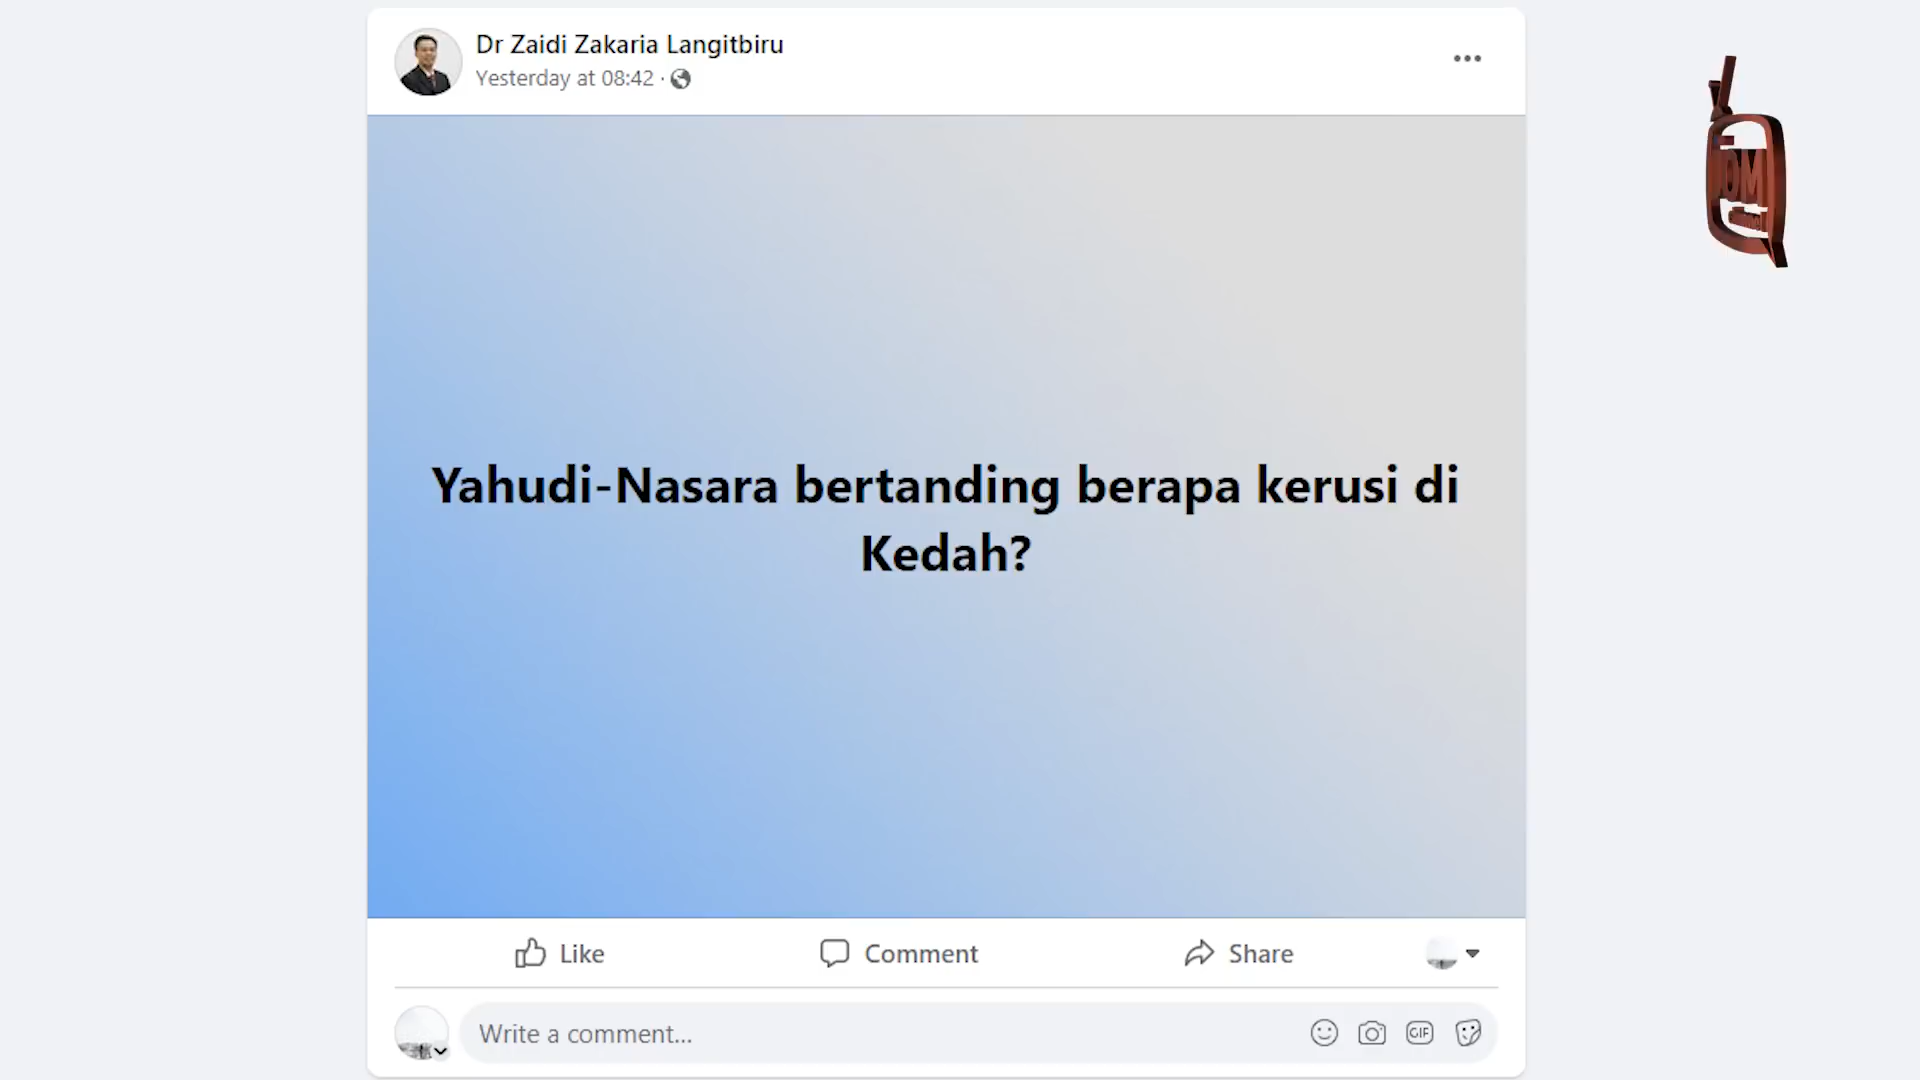 Dr Zaidi Zakaria Langitbiru
Yesterday at 08:42 ·
Yahudi-Nasara bertanding berapa kerusi di
Kedah?
Like
Comment
Share
Write a comment...
GIF